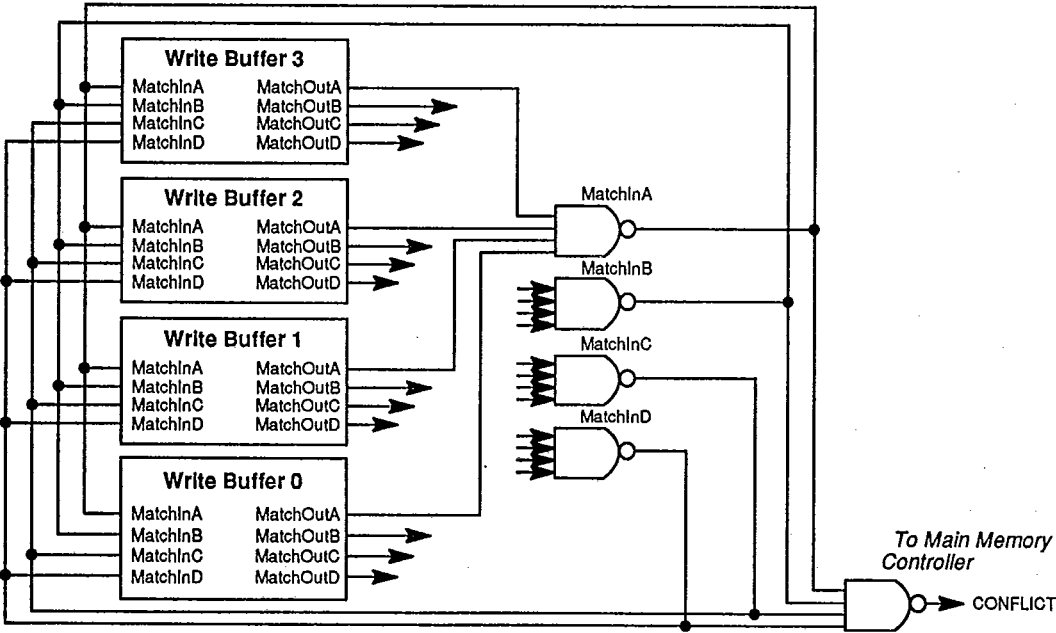 Write Buffer 3
MatchInA MatchOutA
MatchInB MatchOutB
MatchInC MatchOutC
MatchInD MatchOutD
Write Buffer 2
MatchInA MatchOutA
MatchInB MatchOutB
MatchInC MatchOutC
MatchInD MatchOutD
Write Buffer 1
MatchInA MatchOutA
MatchInB MatchOutB
MatchInC MatchOutC
MatchInD MatchOutD
Write Buffer 0
MatchInA MatchOutA
MatchInB MatchOutB
MatchInC MatchOutC
MatchInD MatchOutD
MatchInA
MatchInB
MatchInC
MatchInD
To Main Memory
Controller
CONFLICT